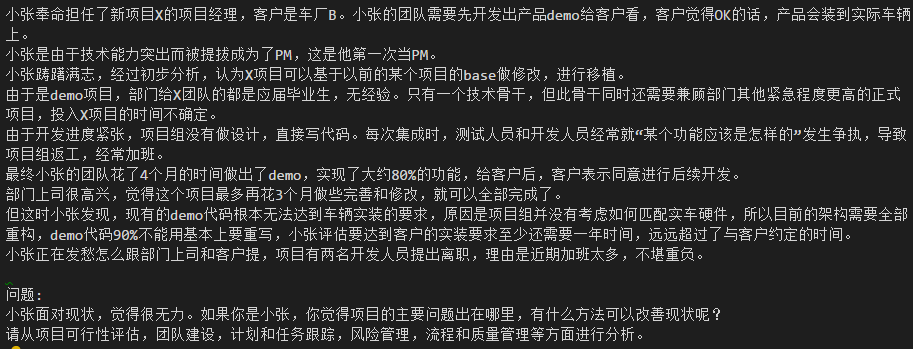 小张奉命担任了新项目X的项目经理，客户是车厂B。小张的团队需要先开发出产品demo给客户看，客户觉得OK的话，产品会装到实际车辆
上。
小张是由于技术能力突出而被提拔成为了PM，这是他第一次当PM。
小张踌躇满志，经过初步分析，认为X项目可以基于以前的某个项目的base做修改，进行移植。
由于是demo项目，部门给X团队的都是应届毕业生，无经验。只有一个技术骨干，但此骨干同时还需要兼顾部门其他紧急程度更高的正式
项目，投入X项目的时间不确定。
由于开发进度紧张，项目组没有做设计，直接写代码。每次集成时，测试人员和开发人员经常就“某个功能应该是怎样的”发生争执，导致
项目组返工，经常加班。
最终小张的团队花了4个月的时间做出了demo，实现了大约80%的功能，给客户后，客户表示同意进行后续开发。
部门上司很高兴，觉得这个项目最多再花3个月做些完善和修改，就可以全部完成了。
但这时小张发现，现有的demo代码根本无法达到车辆实装的要求，原因是项目组并没有考虑如何匹配实车硬件，所以目前的架构需要全部
重构，demo代码90%不能用基本上要重写，小张评估要达到客户的实装要求至少还需要一年时间，远远超过了与客户约定的时间。
小张正在发愁怎么跟部门上司和客户提，项目有两名开发人员提出离职，理由是近期加班太多，不堪重负。
问题：
小张面对现状，觉得很无力。如果你是小张，你觉得项目的主要问题出在哪里，有什么方法可以改善现状呢？
请从项目可行性评估，团队建设，计划和任务跟踪，风险管理，流程和质量管理等方面进行分析。